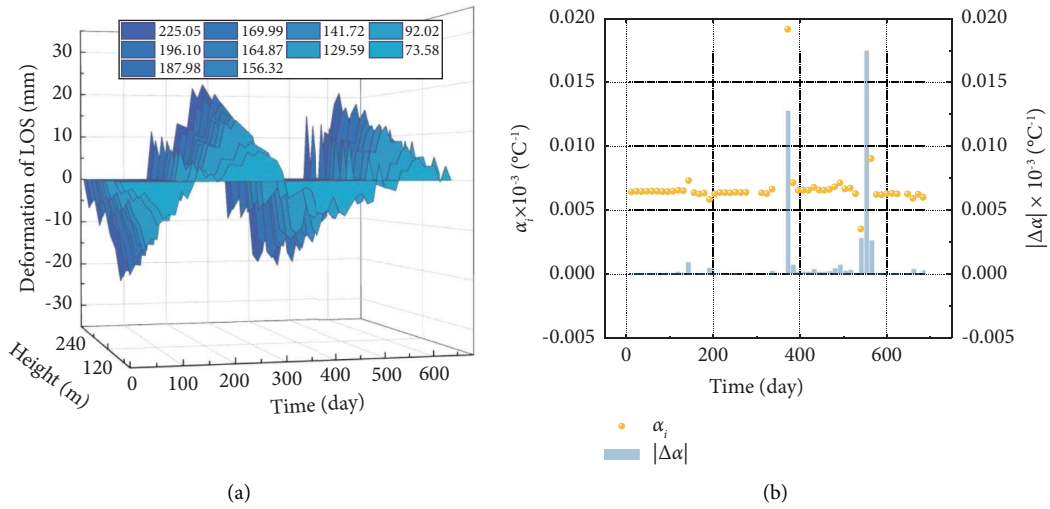 225.05 169.99 141.72 92.02
196.10 164.87 129.59 73.58
187.98 156.32
Deformation of LOS (mm)
30
20
10
0
-10
-20
-30
Height (m)
240
120
0 100 200 300 400 500 600
Time (day)
(a)
αᵢ×10⁻³ (°C⁻¹)
0.020
0.015
0.010
0.005
0.000
-0.005
0 200 400 600
Time (day)
0.020
0.015
0.010
0.005
0.000
-0.005
|Δα| × 10⁻³ (°C⁻¹)
αᵢ
|Δα|
(b)